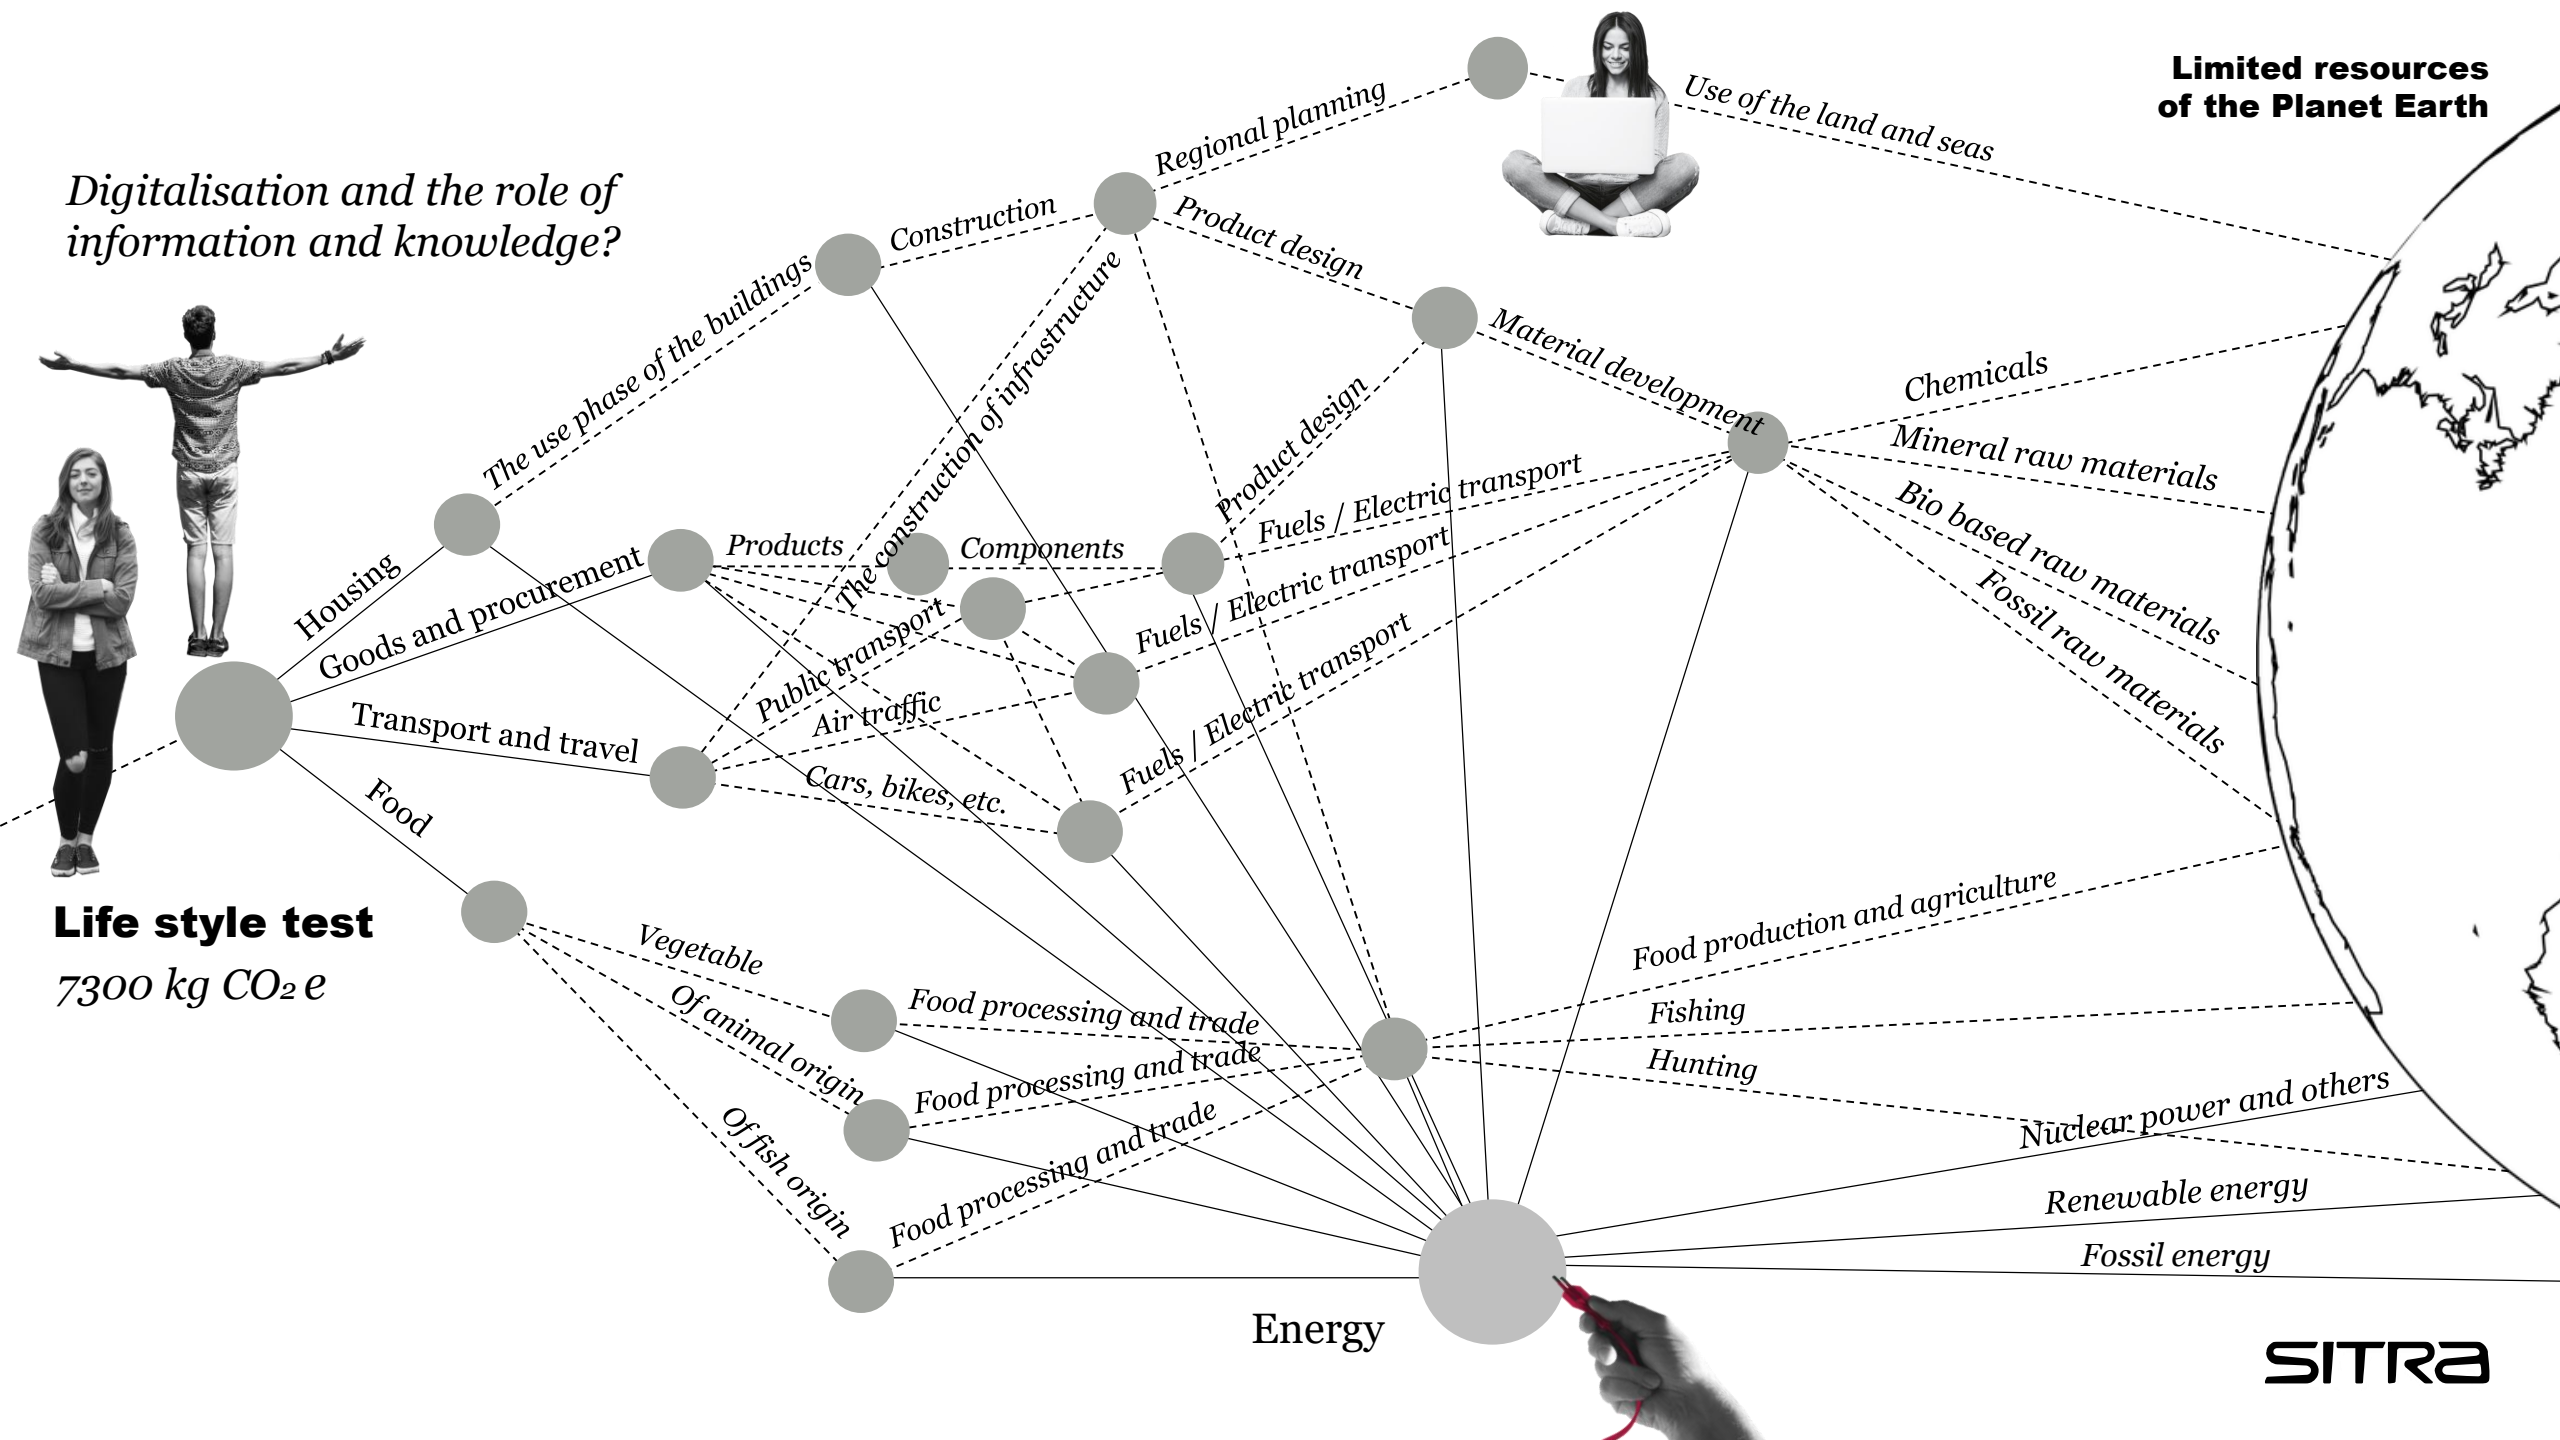 Limited resources
of the Planet Earth
Digitalisation and the role of
information and knowledge?
Regional planning
Use of the land and seas
Construction
Product design
The use phase of the buildings
The construction of infrastructure
Material development
Chemicals
Mineral raw materials
Bio based raw materials
Fossil raw materials
Product design
Fuels / Electric transport
Fuels / Electric transport
Fuels / Electric transport
Housing
Goods and procurement
Products
Components
Public transport
Air traffic
Cars, bikes, etc.
Transport and travel
Food
Life style test
7300 kg CO₂ e
Vegetable
Of animal origin
Of fish origin
Food processing and trade
Food processing and trade
Food processing and trade
Food production and agriculture
Fishing
Hunting
Nuclear power and others
Renewable energy
Fossil energy
Energy
SITRA